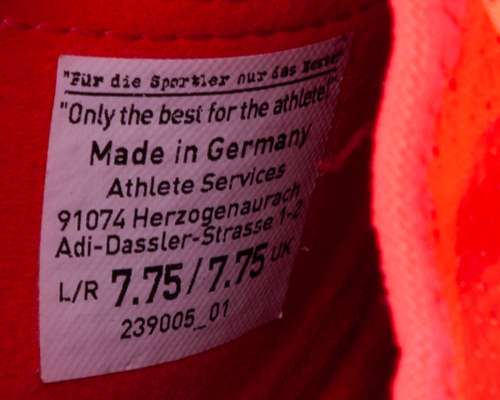 "Für die Sportler nur das Beste"
"Only the best for the athlete!"
Made in Germany
Athlete Services
91074 Herzogenaurach
Adi-Dassler-Strasse 1-2
L/R 7.75/7.75 UK
239005_01